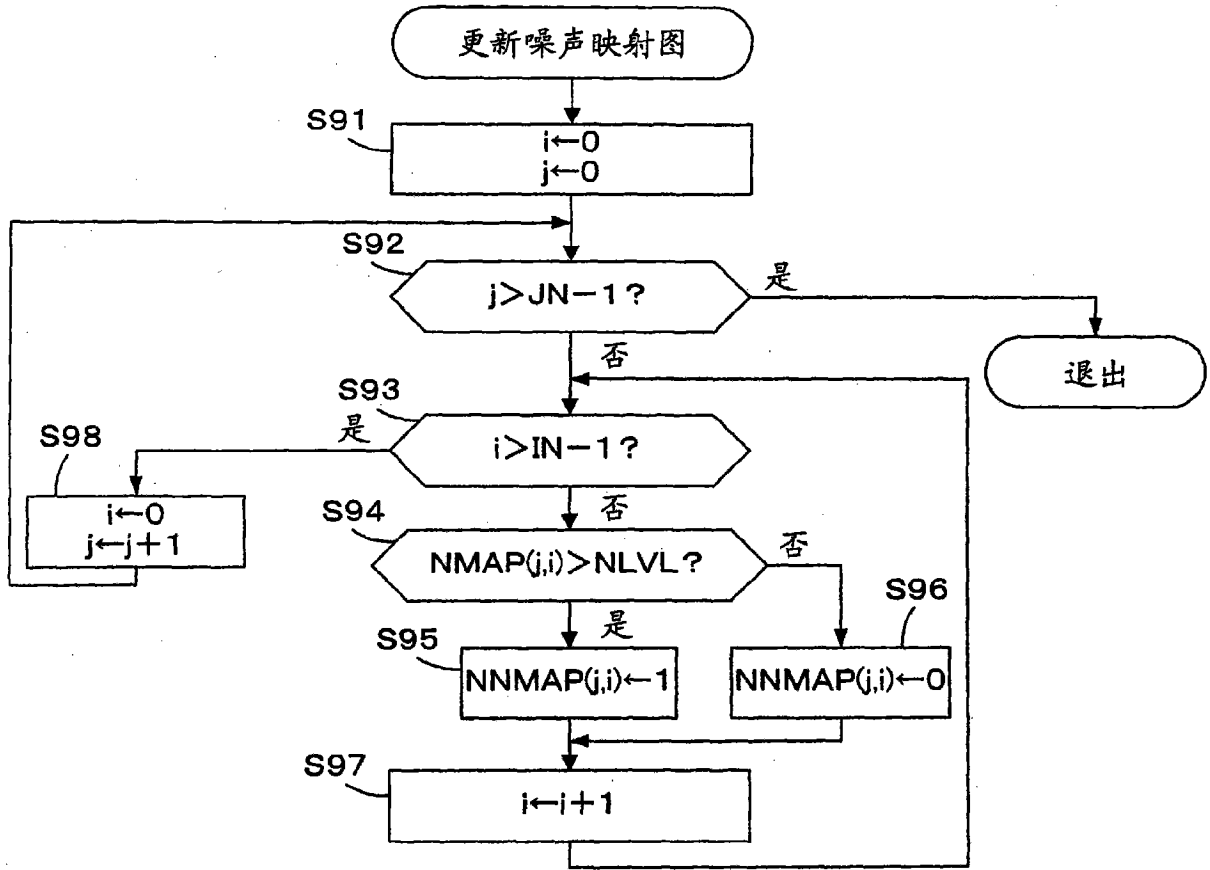 更新噪声映射图
S91
i←0
j←0
S92
j>JN－1?
是
否
退出
S93
i>IN－1?
是
否
S98
i←0
j←j+1
S94
NMAP(j,i)>NLVL?
否
是
S95
NNMAP(j,i)←1
S96
NNMAP(j,i)←0
S97
i←i+1